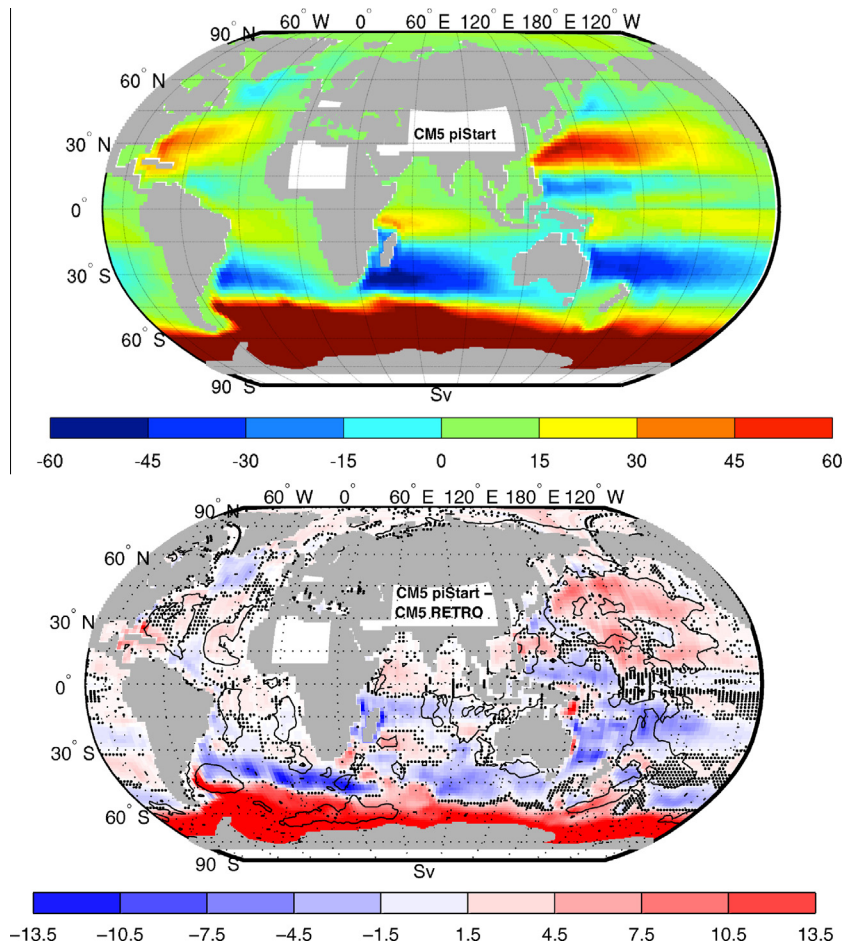 60° W 0° 60° E 120° E 180° 120° W
90° N
60° N
CM5 piStart
30° N
0°
30° S
60° S
90° S
Sv
-60 -45 -30 -15 0 15 30 45 60
60° W 0° 60° E 120° E 180° 120° W
90° N
60° N
CM5 piStart –
CM5 RETRO
30° N
0°
30° S
60° S
90° S
Sv
−13.5 −10.5 −7.5 −4.5 −1.5 1.5 4.5 7.5 10.5 13.5